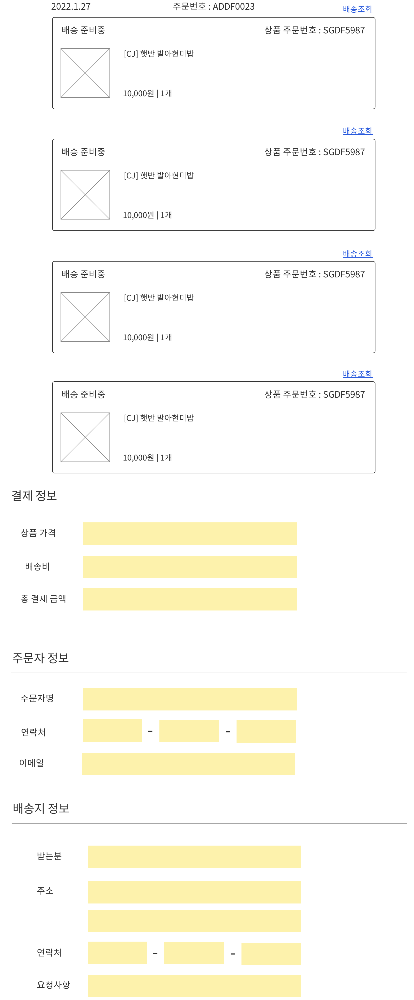 2022.1.27 주문번호 : ADDF0023 배송조회
배송 준비중 상품 주문번호 : SGDF5987
[CJ] 햇반 발아현미밥
10,000원 | 1개
배송조회
배송 준비중 상품 주문번호 : SGDF5987
[CJ] 햇반 발아현미밥
10,000원 | 1개
배송조회
배송 준비중 상품 주문번호 : SGDF5987
[CJ] 햇반 발아현미밥
10,000원 | 1개
배송조회
배송 준비중 상품 주문번호 : SGDF5987
[CJ] 햇반 발아현미밥
10,000원 | 1개
결제 정보
상품 가격
배송비
총 결제 금액
주문자 정보
주문자명
연락처 - -
이메일
배송지 정보
받는분
주소
연락처 - -
요청사항